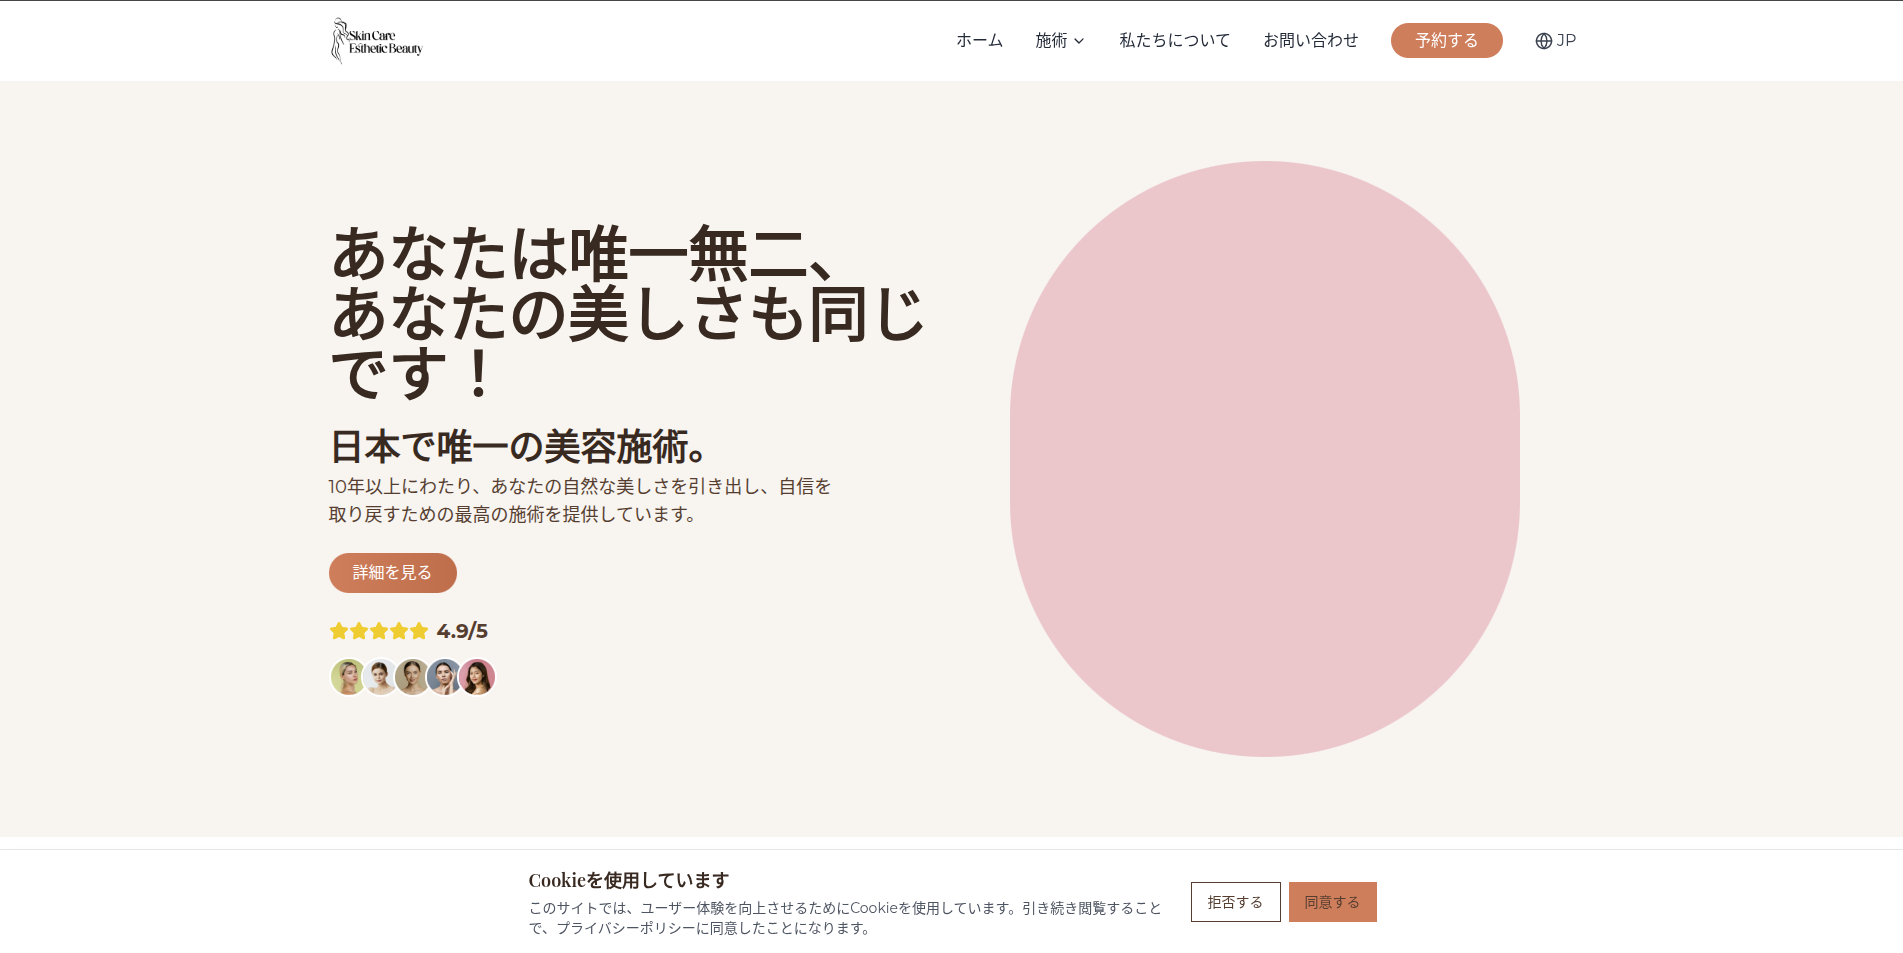 Skin Care
Esthetic Beauty
ホーム
施術
私たちについて
お問い合わせ
予約する
JP
あなたは唯一無二、
あなたの美しさも同じ
です！
日本で唯一の美容施術。
10年以上にわたり、あなたの自然な美しさを引き出し、自信を
取り戻すための最高の施術を提供しています。
詳細を見る
4.9/5
Cookieを使用しています
このサイトでは、ユーザー体験を向上させるためにCookieを使用しています。引き続き閲覧すること
で、プライバシーポリシーに同意したことになります。
拒否する
同意する